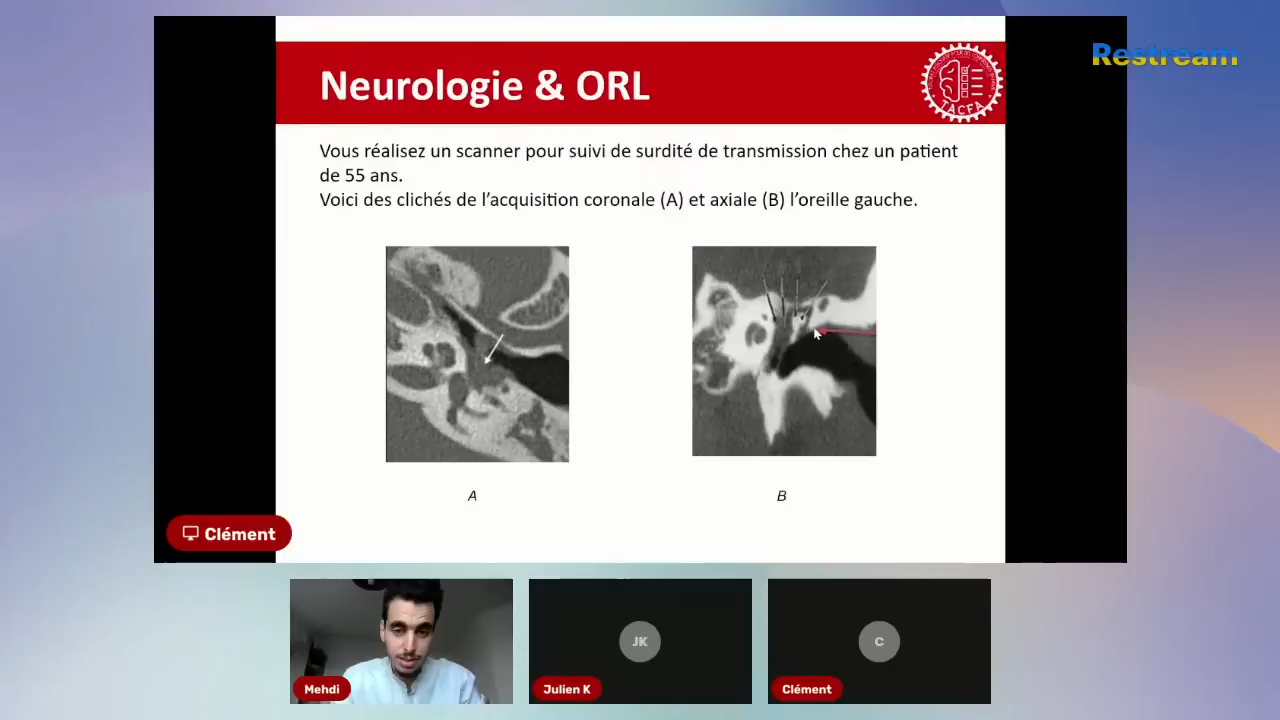 Restream
Neurologie & ORL
TACFA
Vous réalisez un scanner pour suivi de surdité de transmission chez un patient
de 55 ans.
Voici des clichés de l’acquisition coronale (A) et axiale (B) l’oreille gauche.
A
B
Clément
JK
C
Mehdi
Julien K
Clément